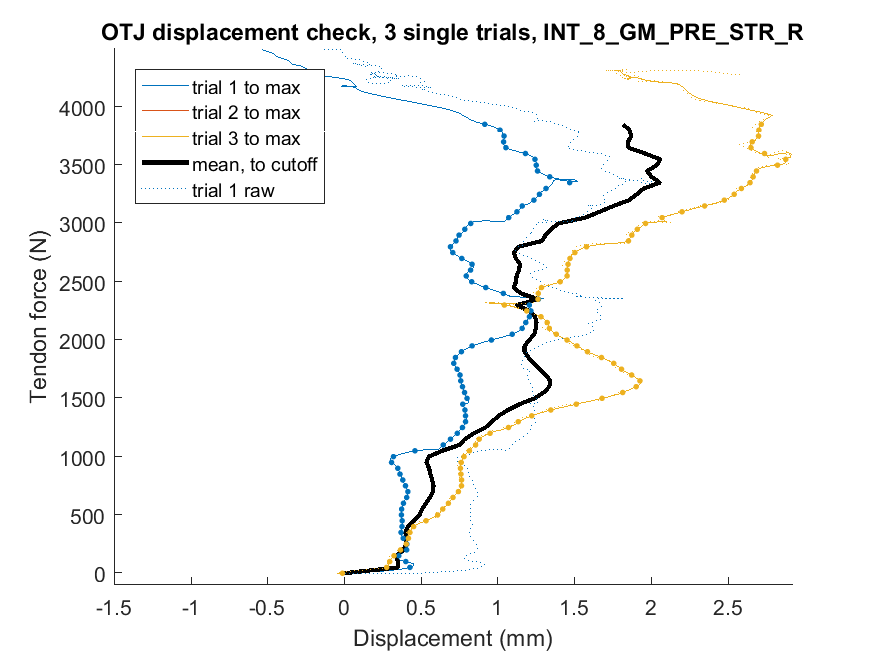 OTJ displacement check, 3 single trials, INT_8_GM_PRE_STR_R
trial 1 to max
trial 2 to max
trial 3 to max
mean, to cutoff
trial 1 raw
Tendon force (N)
4000
3500
3000
2500
2000
1500
1000
500
0
-1.5
-1
-0.5
0
0.5
1
1.5
2
2.5
Displacement (mm)